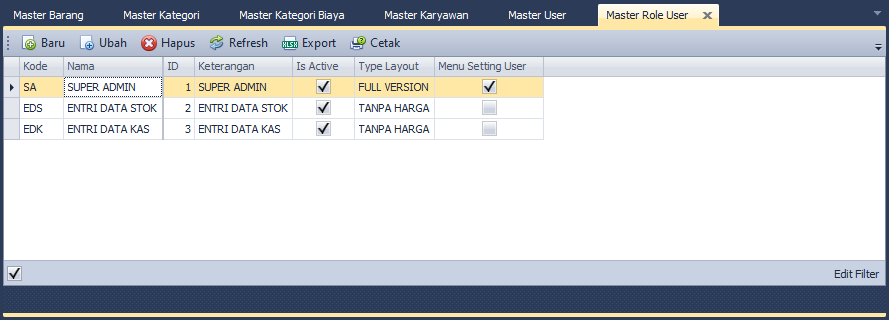 Master Barang Master Kategori Master Kategori Biaya Master Karyawan Master User Master Role User
Baru Ubah Hapus Refresh XLSX Export Cetak
Kode Nama ID Keterangan Is Active Type Layout Menu Setting User
SA SUPER ADMIN 1 SUPER ADMIN FULL VERSION
EDS ENTRI DATA STOK 2 ENTRI DATA STOK TANPA HARGA
EDK ENTRI DATA KAS 3 ENTRI DATA KAS TANPA HARGA
Edit Filter